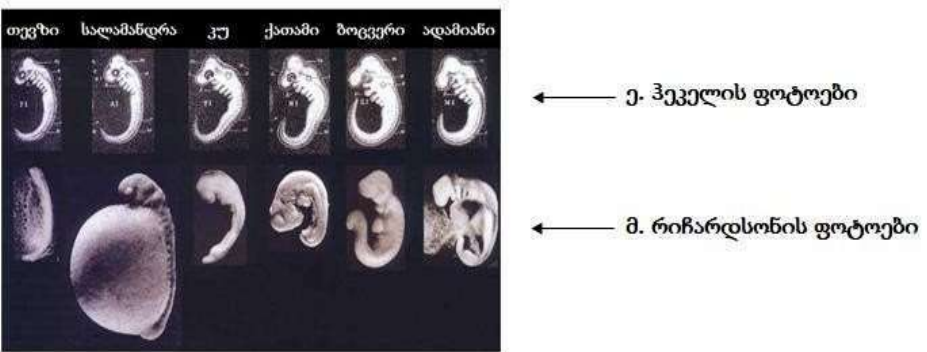 თევზი სალამანდრა კუ ქათამი ბოცვერი ადამიანი
ე. ჰეკელის ფოტოები
მ. რიჩარდსონის ფოტოები